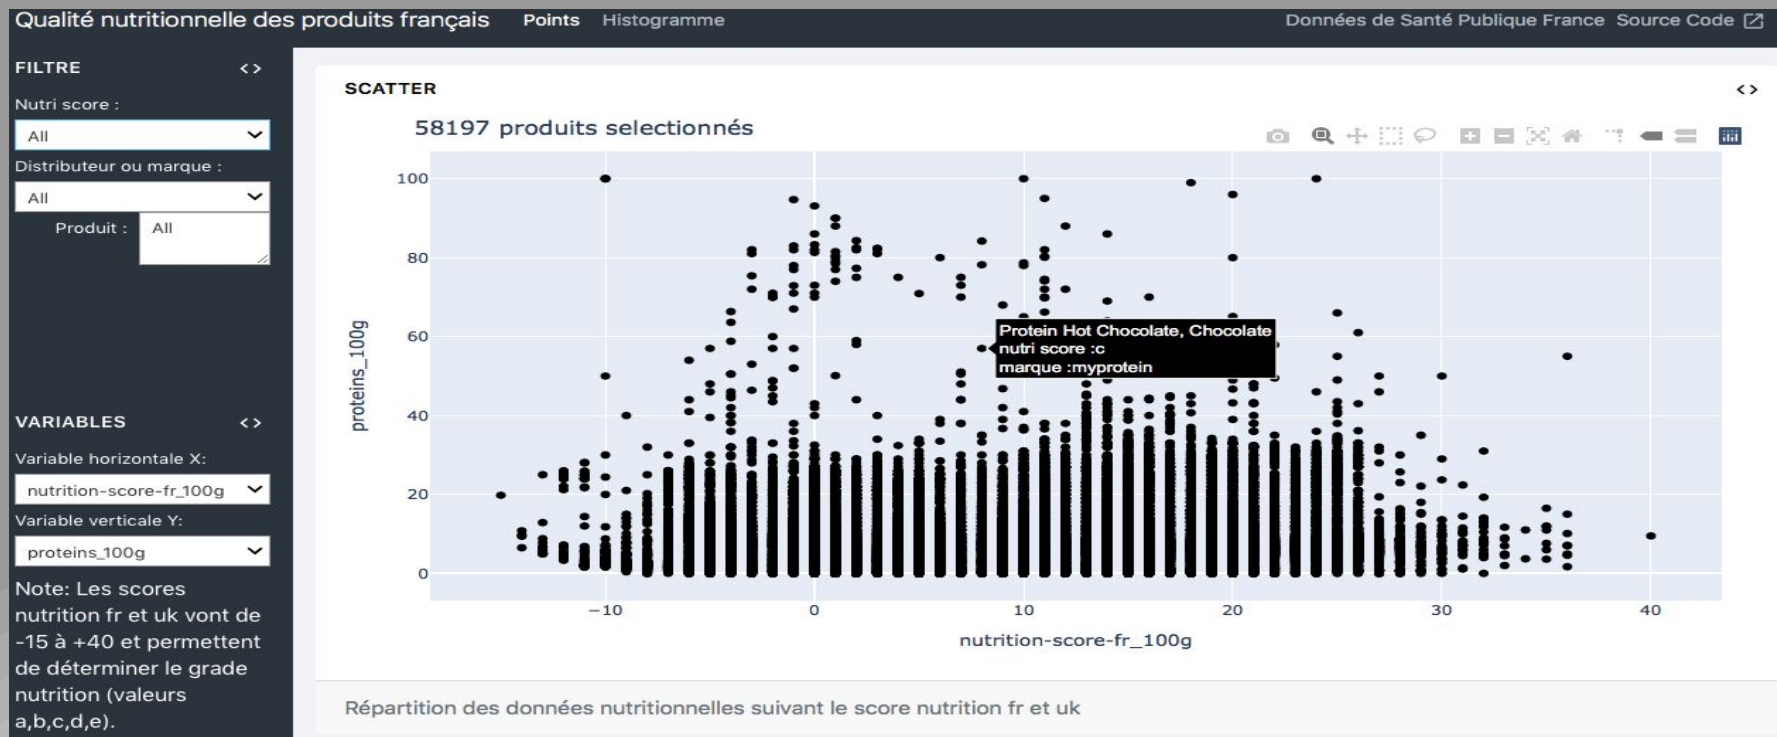 Qualité nutritionnelle des produits français Points Histogramme Données de Santé Publique France Source Code
FILTRE <>
Nutri score :
All
Distributeur ou marque :
All
Produit : All
VARIABLES <>
Variable horizontale X:
nutrition-score-fr_100g
Variable verticale Y:
proteins_100g
Note: Les scores
nutrition fr et uk vont de
-15 à +40 et permettent
de déterminer le grade
nutrition (valeurs
a,b,c,d,e).
SCATTER <>
58197 produits selectionnés
100
80
60
40
20
0
proteins_100g
Protein Hot Chocolate, Chocolate
nutri score :c
marque :myprotein
−10 0 10 20 30 40
nutrition-score-fr_100g
Répartition des données nutritionnelles suivant le score nutrition fr et uk